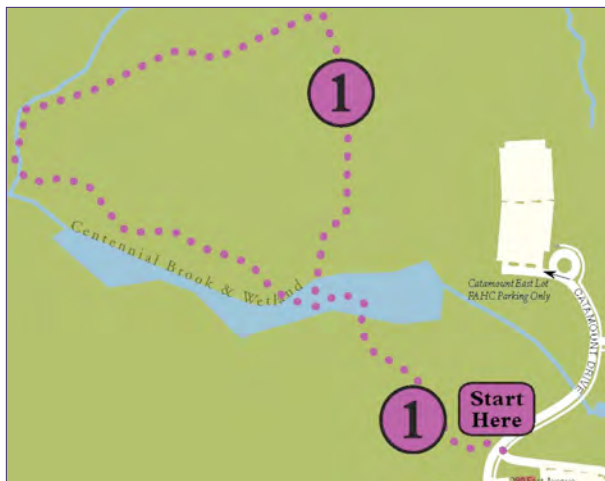 1
Centennial Brook & Wetland
Catamount East Lot
FAHC Parking Only
CATAMOUNT DRIVE
1
Start
Here